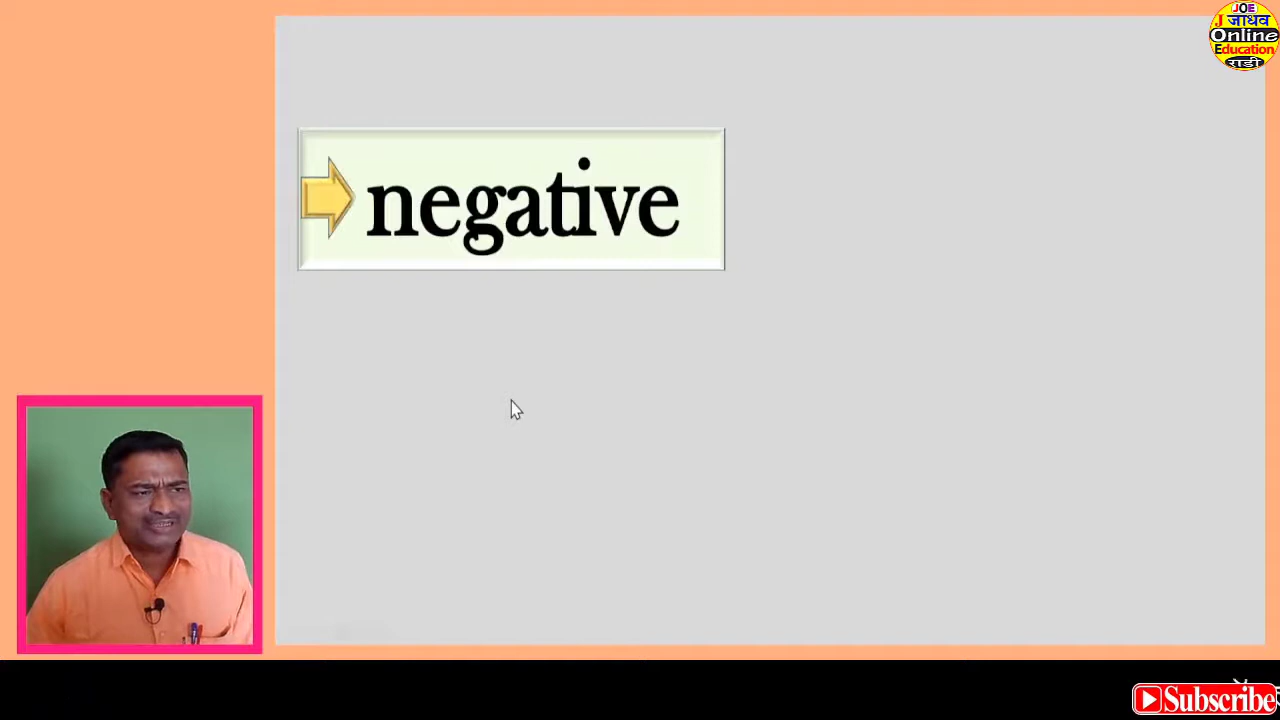 JOE
J जाधव
Online
Education
राडी
negative
Subscribe